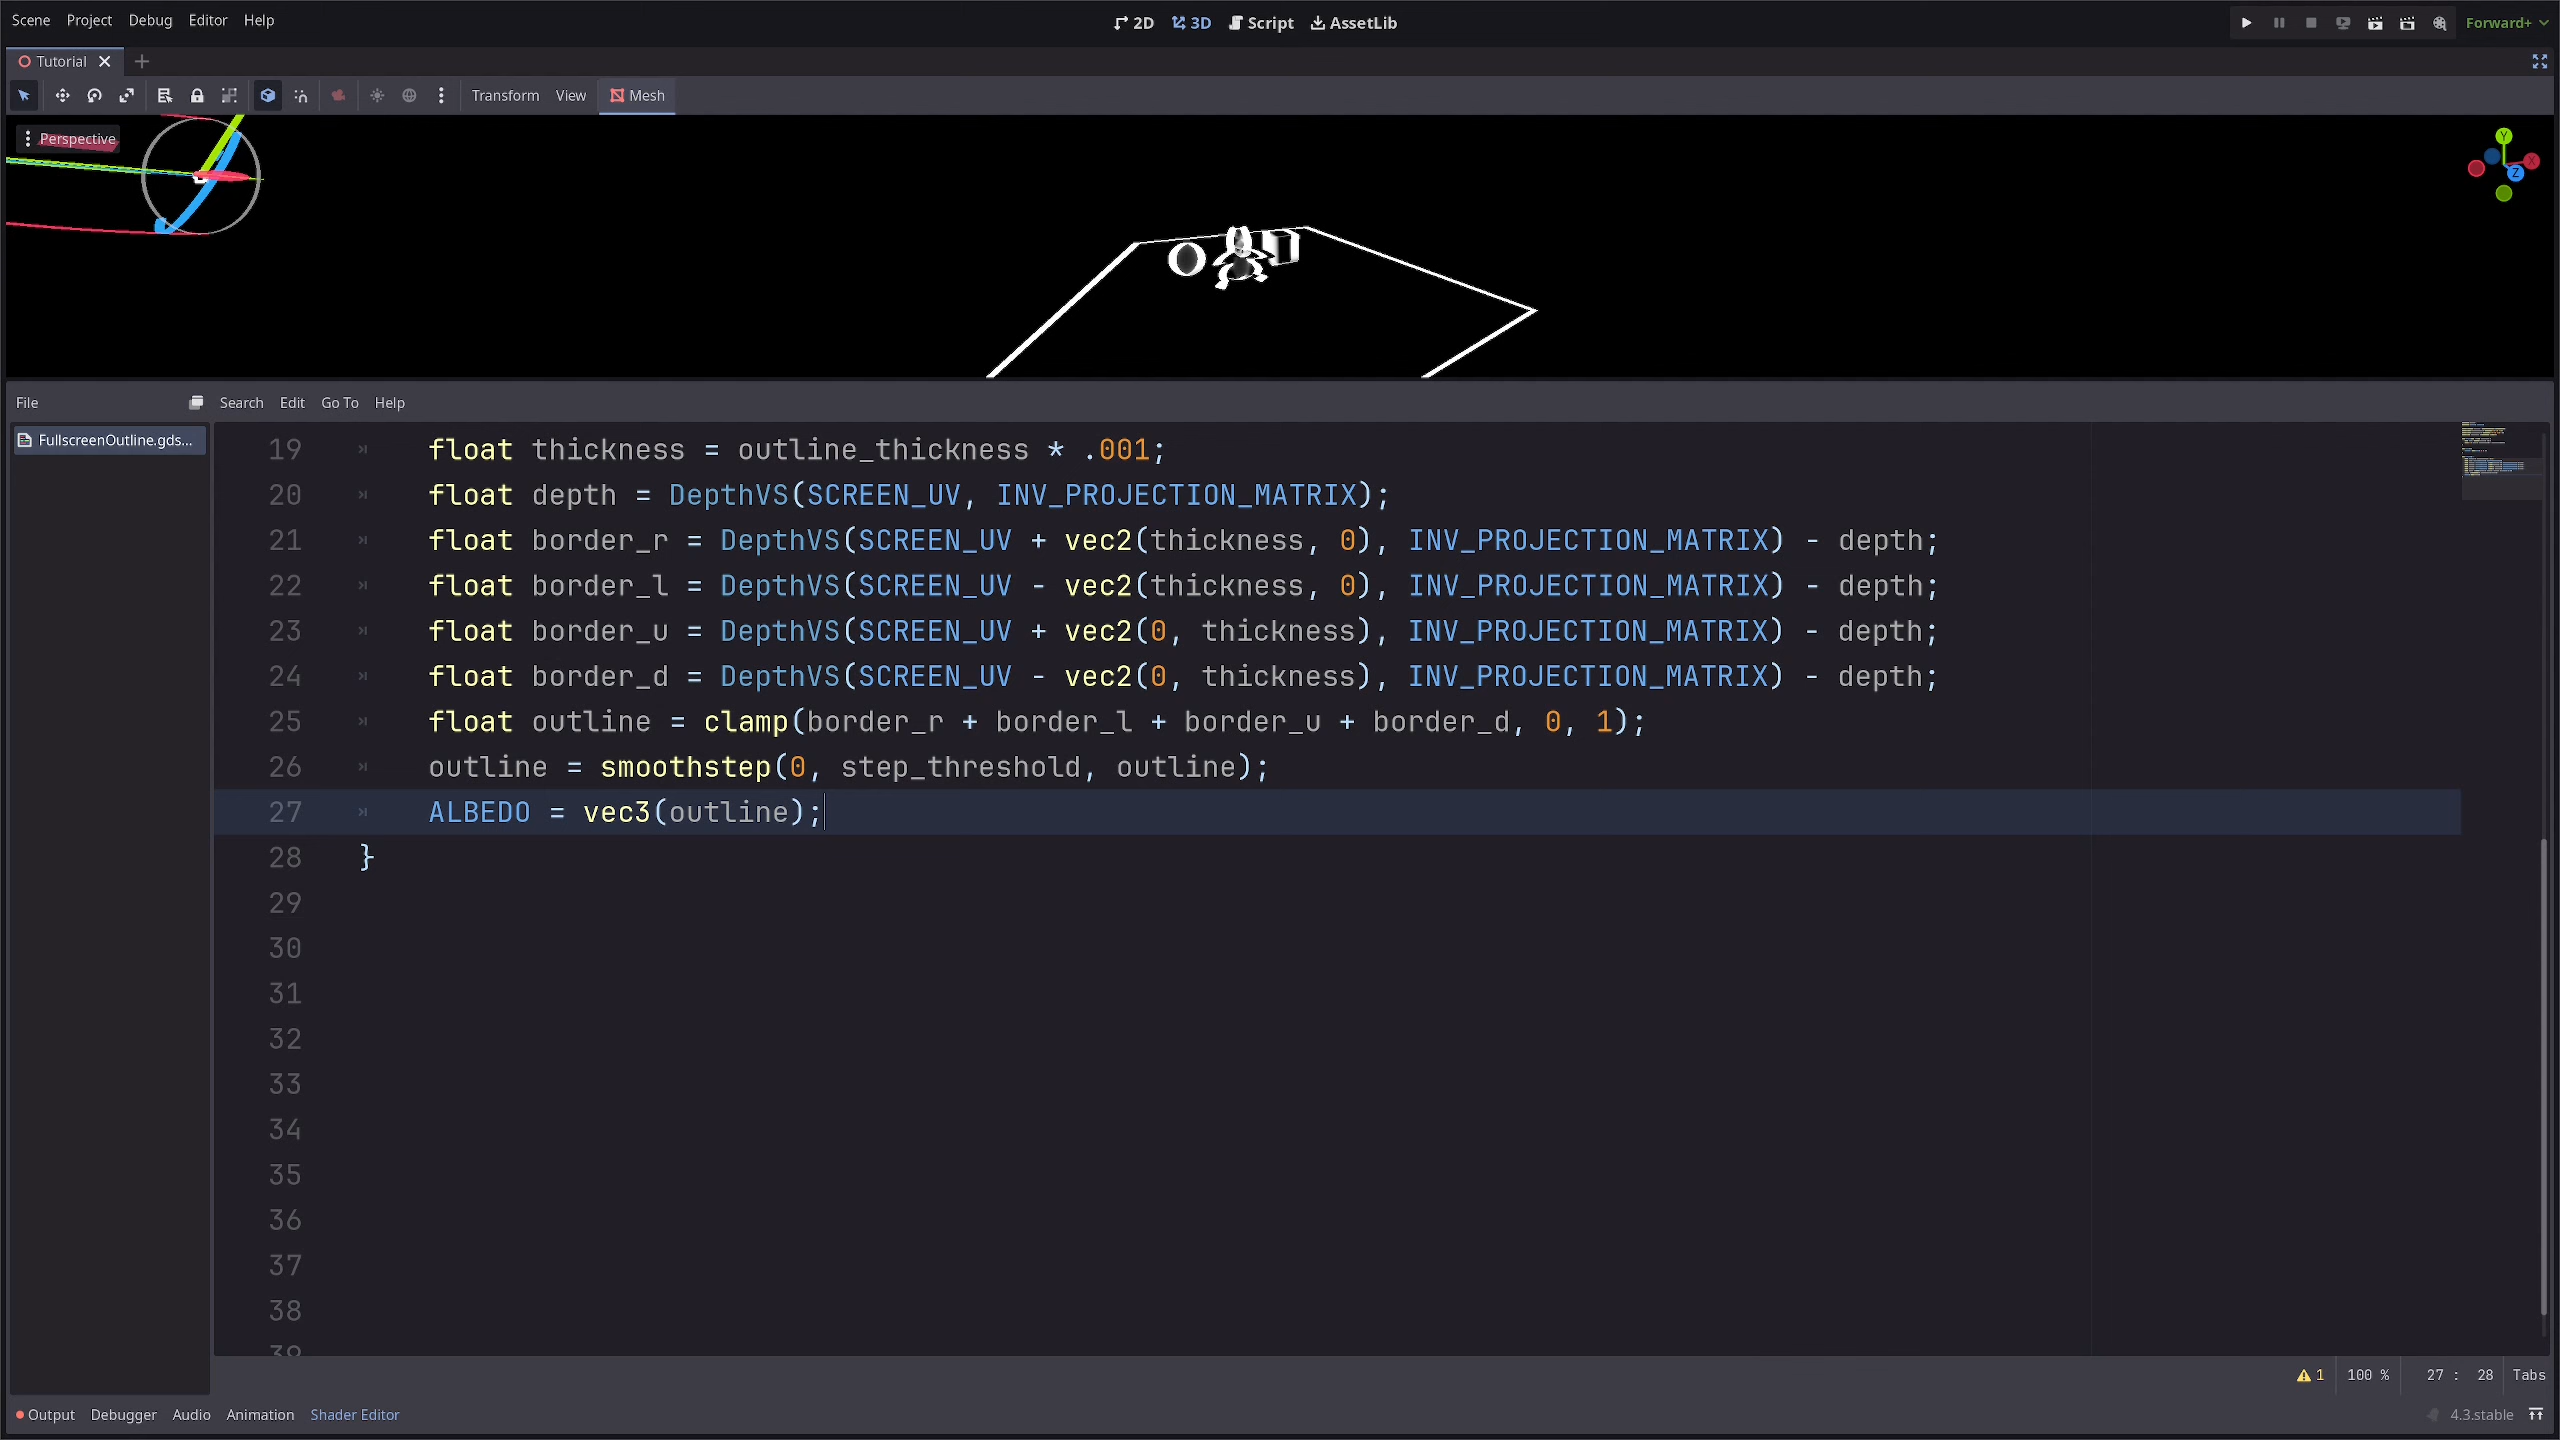 Scene Project Debug Editor Help
2D 3D Script AssetLib
Forward+
Tutorial
Transform View Mesh
Perspective
Y
X
Z
File
Search Edit Go To Help
FullscreenOutline.gds...
19 float thickness = outline_thickness * .001;
20 float depth = DepthVS(SCREEN_UV, INV_PROJECTION_MATRIX);
21 float border_r = DepthVS(SCREEN_UV + vec2(thickness, 0), INV_PROJECTION_MATRIX) - depth;
22 float border_l = DepthVS(SCREEN_UV - vec2(thickness, 0), INV_PROJECTION_MATRIX) - depth;
23 float border_u = DepthVS(SCREEN_UV + vec2(0, thickness), INV_PROJECTION_MATRIX) - depth;
24 float border_d = DepthVS(SCREEN_UV - vec2(0, thickness), INV_PROJECTION_MATRIX) - depth;
25 float outline = clamp(border_r + border_l + border_u + border_d, 0, 1);
26 outline = smoothstep(0, step_threshold, outline);
27 ALBEDO = vec3(outline);
28 }
29
30
31
32
33
34
35
36
37
38
39
1 100 % 27 : 28 Tabs
Output Debugger Audio Animation Shader Editor
4.3.stable